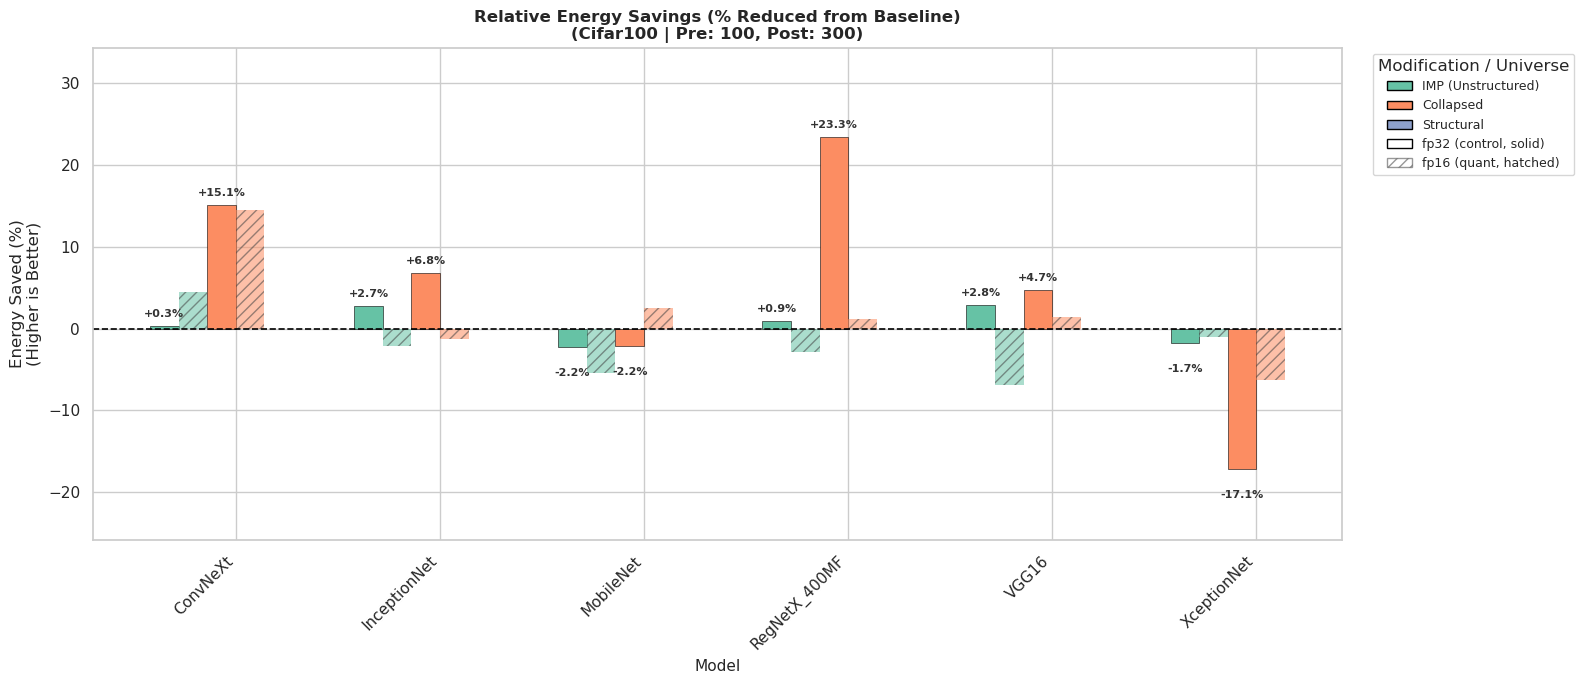 Relative Energy Savings (% Reduced from Baseline)
(Cifar100 | Pre: 100, Post: 300)
Energy Saved (%)
(Higher is Better)
30
20
10
0
−10
−20
+0.3%
+15.1%
+2.7%
+6.8%
-2.2%
-2.2%
+0.9%
+23.3%
+2.8%
+4.7%
-1.7%
-17.1%
ConvNeXt
InceptionNet
MobileNet
RegNetX_400MF
VGG16
XceptionNet
Model
Modification / Universe
IMP (Unstructured)
Collapsed
Structural
fp32 (control, solid)
fp16 (quant, hatched)